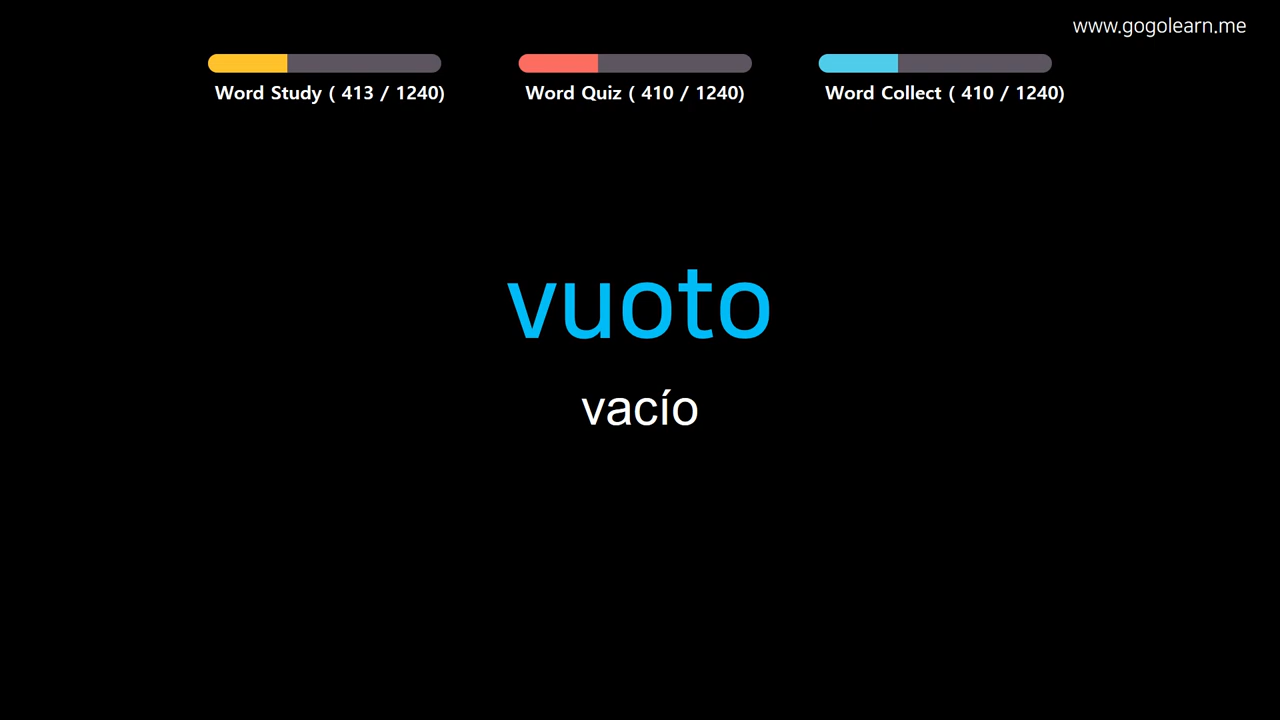 www.gogolearn.me
Word Study ( 413 / 1240)
Word Quiz ( 410 / 1240)
Word Collect ( 410 / 1240)
vuoto
vacío